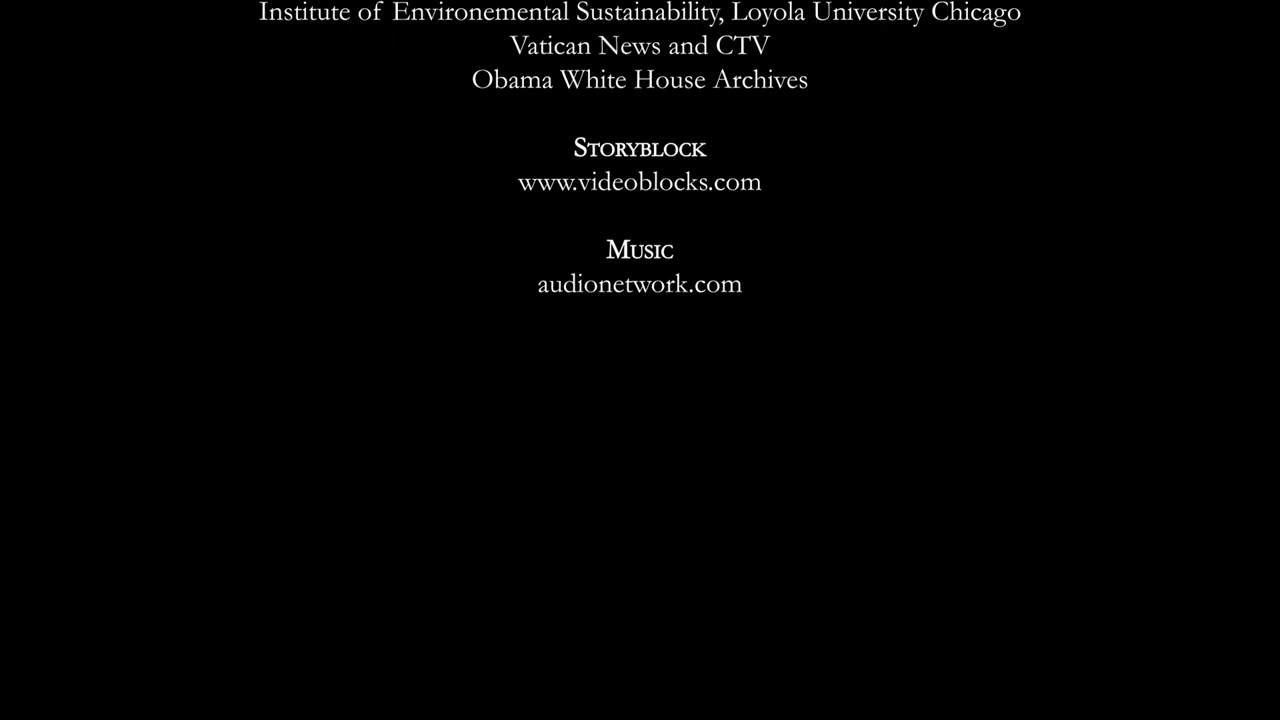 Institute of Environemental Sustainability, Loyola University Chicago
Vatican News and CTV
Obama White House Archives
Storyblock
www.videoblocks.com
Music
audionetwork.com